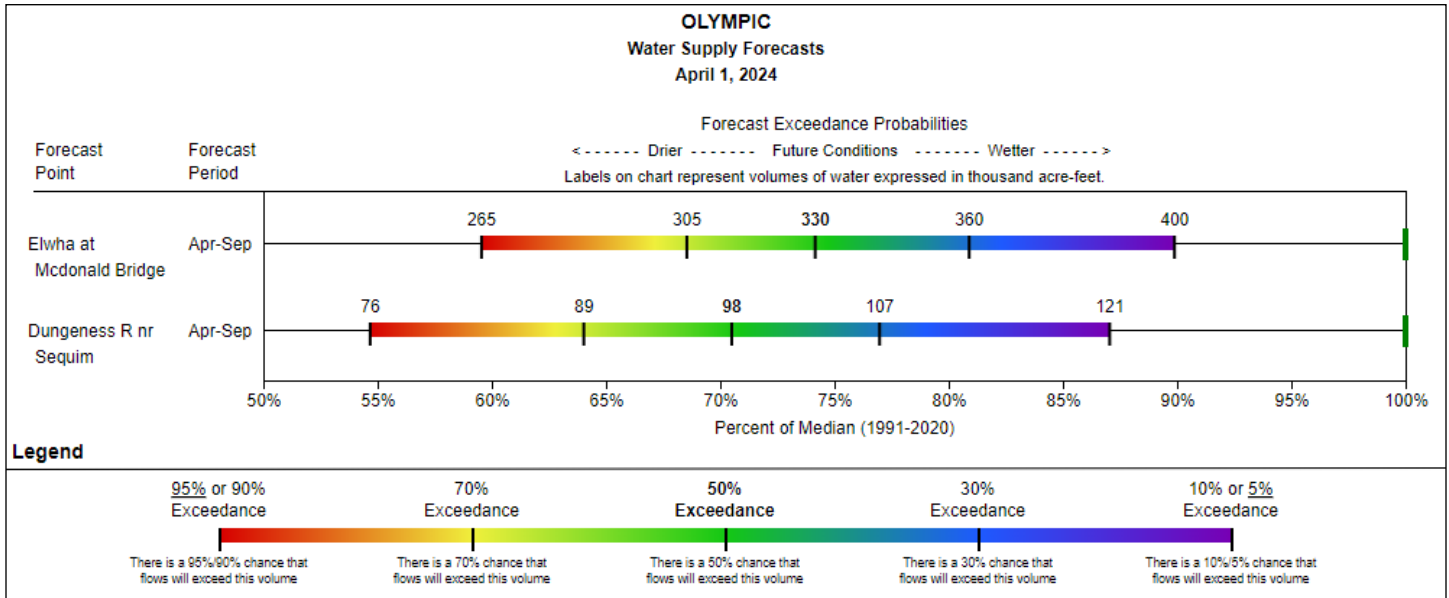 OLYMPIC
Water Supply Forecasts
April 1, 2024
Forecast Exceedance Probabilities
Forecast Point
Forecast Period
<- - - - - - Drier - - - - - - - Future Conditions - - - - - - - Wetter - - - - - ->
Labels on chart represent volumes of water expressed in thousand acre-feet.
265 305 330 360 400
Elwha at
Mcdonald Bridge
Apr-Sep
76 89 98 107 121
Dungeness R nr
Sequim
Apr-Sep
50% 55% 60% 65% 70% 75% 80% 85% 90% 95% 100%
Percent of Median (1991-2020)
Legend
95% or 90%
Exceedance
70%
Exceedance
50%
Exceedance
30%
Exceedance
10% or 5%
Exceedance
There is a 95%/90% chance that
flows will exceed this volume
There is a 70% chance that
flows will exceed this volume
There is a 50% chance that
flows will exceed this volume
There is a 30% chance that
flows will exceed this volume
There is a 10%/5% chance that
flows will exceed this volume